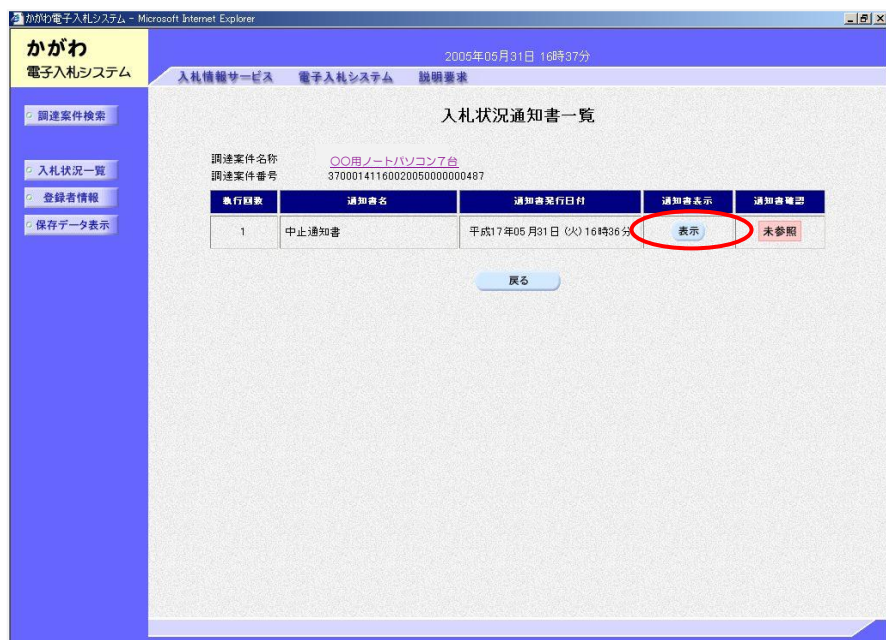 かがわ電子入札システム - Microsoft Internet Explorer
かがわ
電子入札システム
2005年05月31日 16時37分
入札情報サービス 電子入札システム 説明要求
調達案件検索
入札状況一覧
登録者情報
保存データ表示
入札状況通知書一覧
調達案件名称 〇〇用ノートパソコン7台
調達案件番号 3700014116002005000000487
執行回数 通知書名 通知書発行日付 通知書表示 通知書確認
1 中止通知書 平成17年05月31日 (火) 16時36分 表示 未参照
戻る